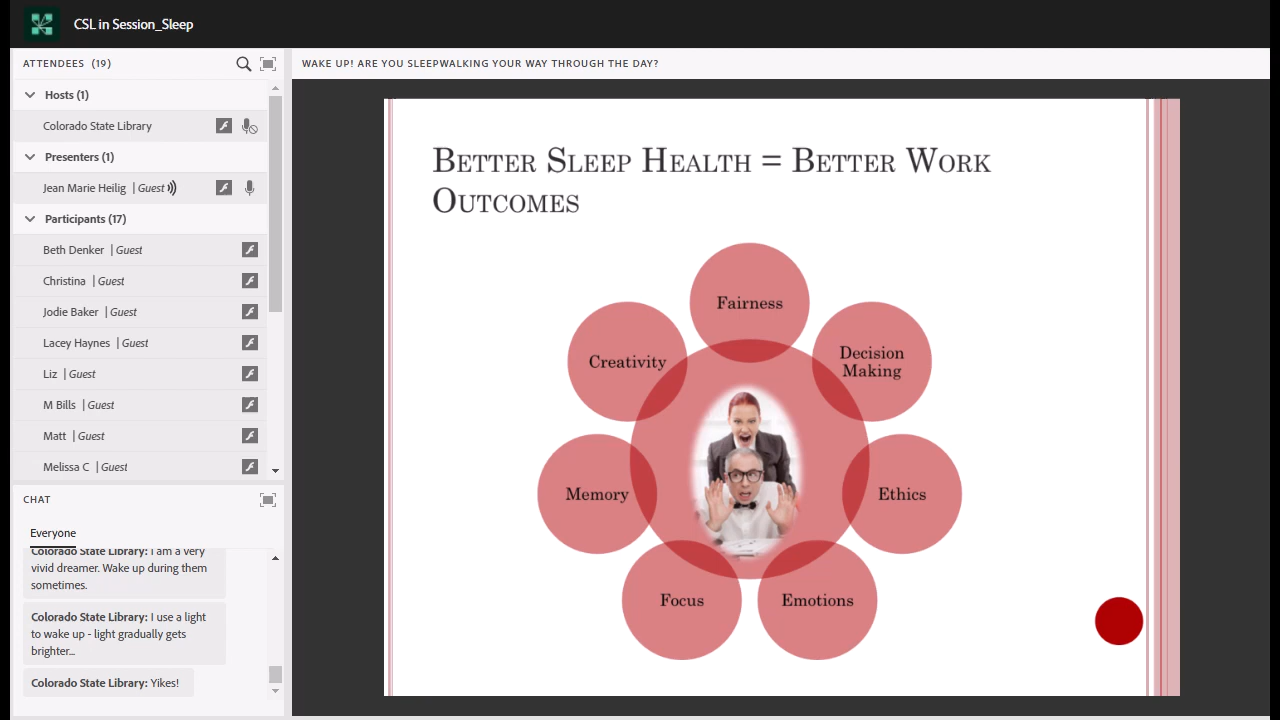 CSL in Session_Sleep
ATTENDEES (19)
Hosts (1)
Colorado State Library
Presenters (1)
Jean Marie Heilig | Guest
Participants (17)
Beth Denker | Guest
Christina | Guest
Jodie Baker | Guest
Lacey Haynes | Guest
Liz | Guest
M Bills | Guest
Matt | Guest
Melissa C | Guest
CHAT
Everyone
Colorado State Library: I am a very
vivid dreamer. Wake up during them
sometimes.
Colorado State Library: I use a light
to wake up - light gradually gets
brighter...
Colorado State Library: Yikes!
WAKE UP! ARE YOU SLEEPWALKING YOUR WAY THROUGH THE DAY?
BETTER SLEEP HEALTH = BETTER WORK
OUTCOMES
Fairness
Decision
Making
Ethics
Emotions
Focus
Memory
Creativity